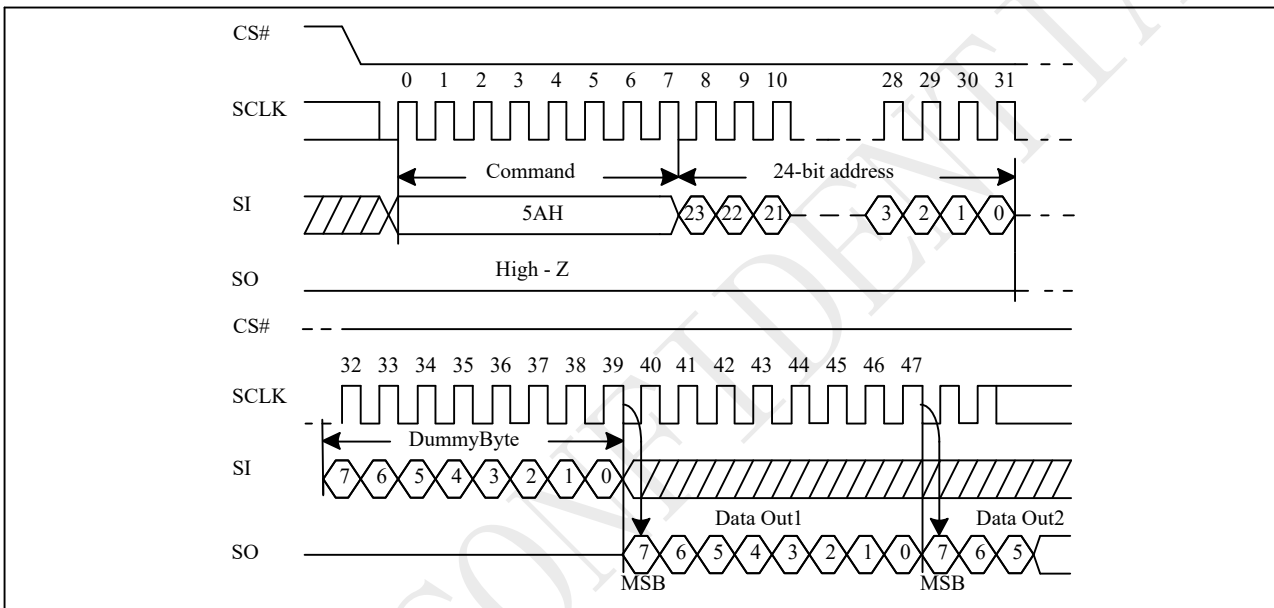 CS#
0 1 2 3 4 5 6 7 8 9 10 28 29 30 31
SCLK
Command 24-bit address
SI 5AH 23 22 21 3 2 1 0
High - Z
SO
CS#
32 33 34 35 36 37 38 39 40 41 42 43 44 45 46 47
SCLK
DummyByte
SI 7 6 5 4 3 2 1 0
Data Out1 Data Out2
SO 7 6 5 4 3 2 1 0 7 6 5
MSB MSB
CONFIDENTIA